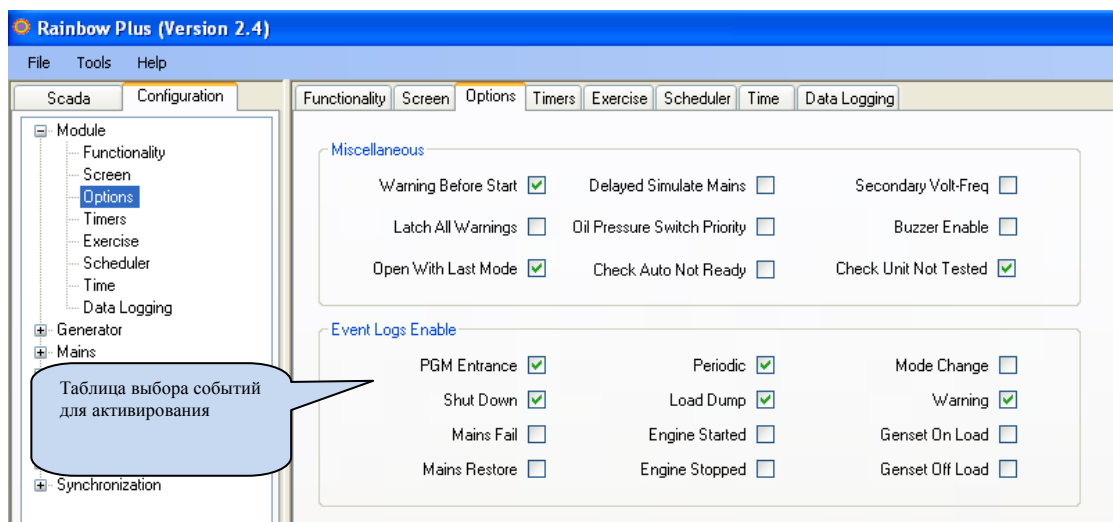 Rainbow Plus (Version 2.4)
File Tools Help
Scada Configuration
Functionality Screen Options Timers Exercise Scheduler Time Data Logging
Module
Functionality
Screen
Options
Timers
Exercise
Scheduler
Time
Data Logging
Generator
Mains
Synchronization
Таблица выбора событий
для активирования
Miscellaneous
Warning Before Start Delayed Simulate Mains Secondary Volt-Freq
Latch All Warnings Oil Pressure Switch Priority Buzzer Enable
Open With Last Mode Check Auto Not Ready Check Unit Not Tested
Event Logs Enable
PGM Entrance Periodic Mode Change
Shut Down Load Dump Warning
Mains Fail Engine Started Genset On Load
Mains Restore Engine Stopped Genset Off Load